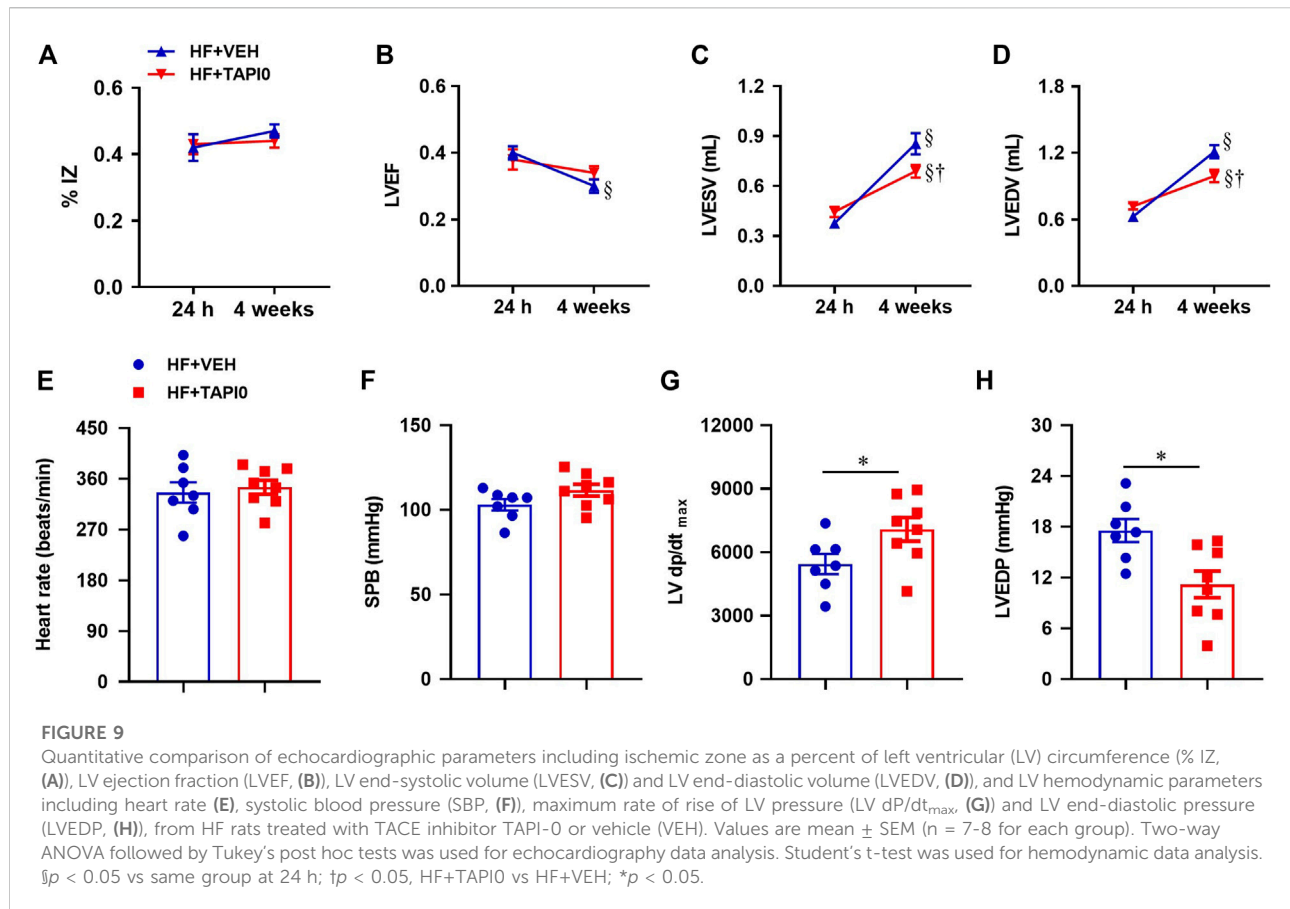 A
HF+VEH
HF+TAPI0
% IZ
0.6
0.4
0.2
0.0
24 h 4 weeks
B
LVEF
0.6
0.4
0.2
0.0
§
24 h 4 weeks
C
LVESV (mL)
1.2
0.9
0.6
0.3
0.0
§
§†
24 h 4 weeks
D
LVEDV (mL)
1.8
1.2
0.6
0.0
§
§†
24 h 4 weeks
E
HF+VEH
HF+TAPI0
Heart rate (beats/min)
450
360
270
180
90
0
F
SPB (mmHg)
150
100
50
0
G
LV dp/dt max
12000
9000
6000
3000
0
*
H
LVEDP (mmHg)
30
24
18
12
6
0
*
FIGURE 9
Quantitative comparison of echocardiographic parameters including ischemic zone as a percent of left ventricular (LV) circumference (% IZ,
(A)), LV ejection fraction (LVEF, (B)), LV end-systolic volume (LVESV, (C)) and LV end-diastolic volume (LVEDV, (D)), and LV hemodynamic parameters
including heart rate (E), systolic blood pressure (SBP, (F)), maximum rate of rise of LV pressure (LV dP/dtmax, (G)) and LV end-diastolic pressure
(LVEDP, (H)), from HF rats treated with TACE inhibitor TAPI-0 or vehicle (VEH). Values are mean ± SEM (n = 7-8 for each group). Two-way
ANOVA followed by Tukey's post hoc tests was used for echocardiography data analysis. Student's t-test was used for hemodynamic data analysis.
§p < 0.05 vs same group at 24 h; †p < 0.05, HF+TAPI0 vs HF+VEH; *p < 0.05.